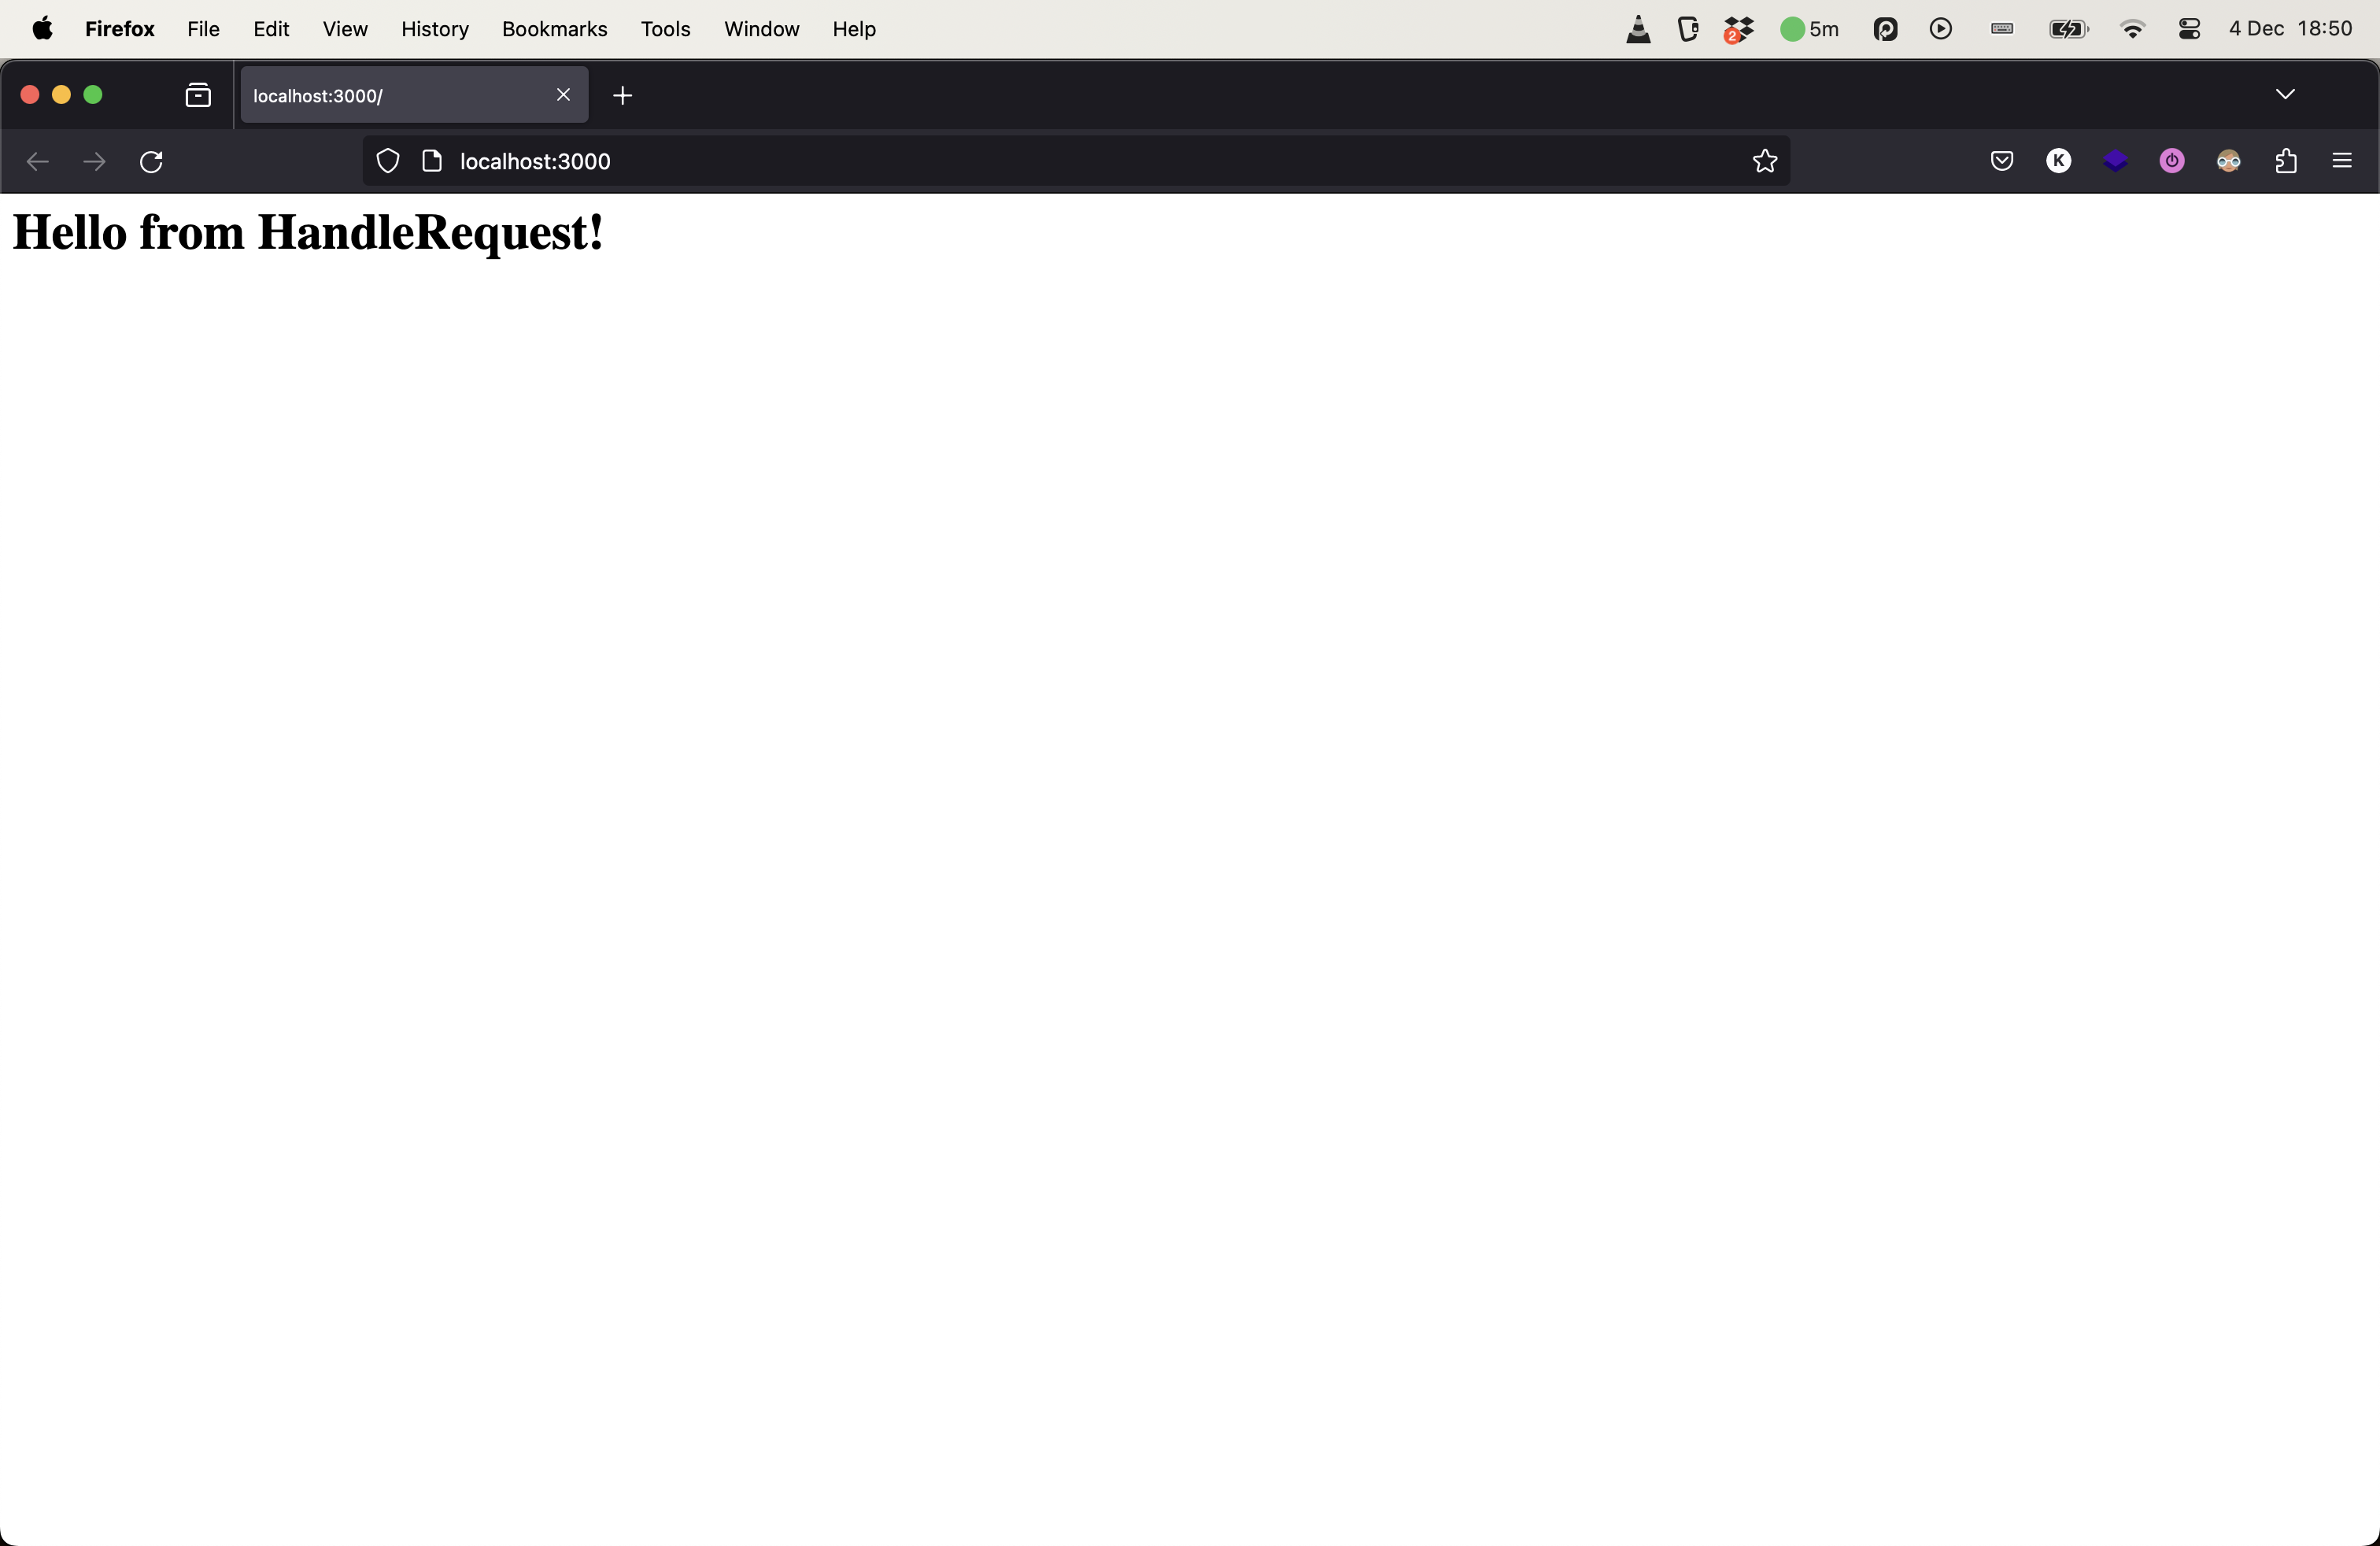 Firefox File Edit View History Bookmarks Tools Window Help 2 5m 4 Dec 18:50
localhost:3000/
localhost:3000 K
Hello from HandleRequest!